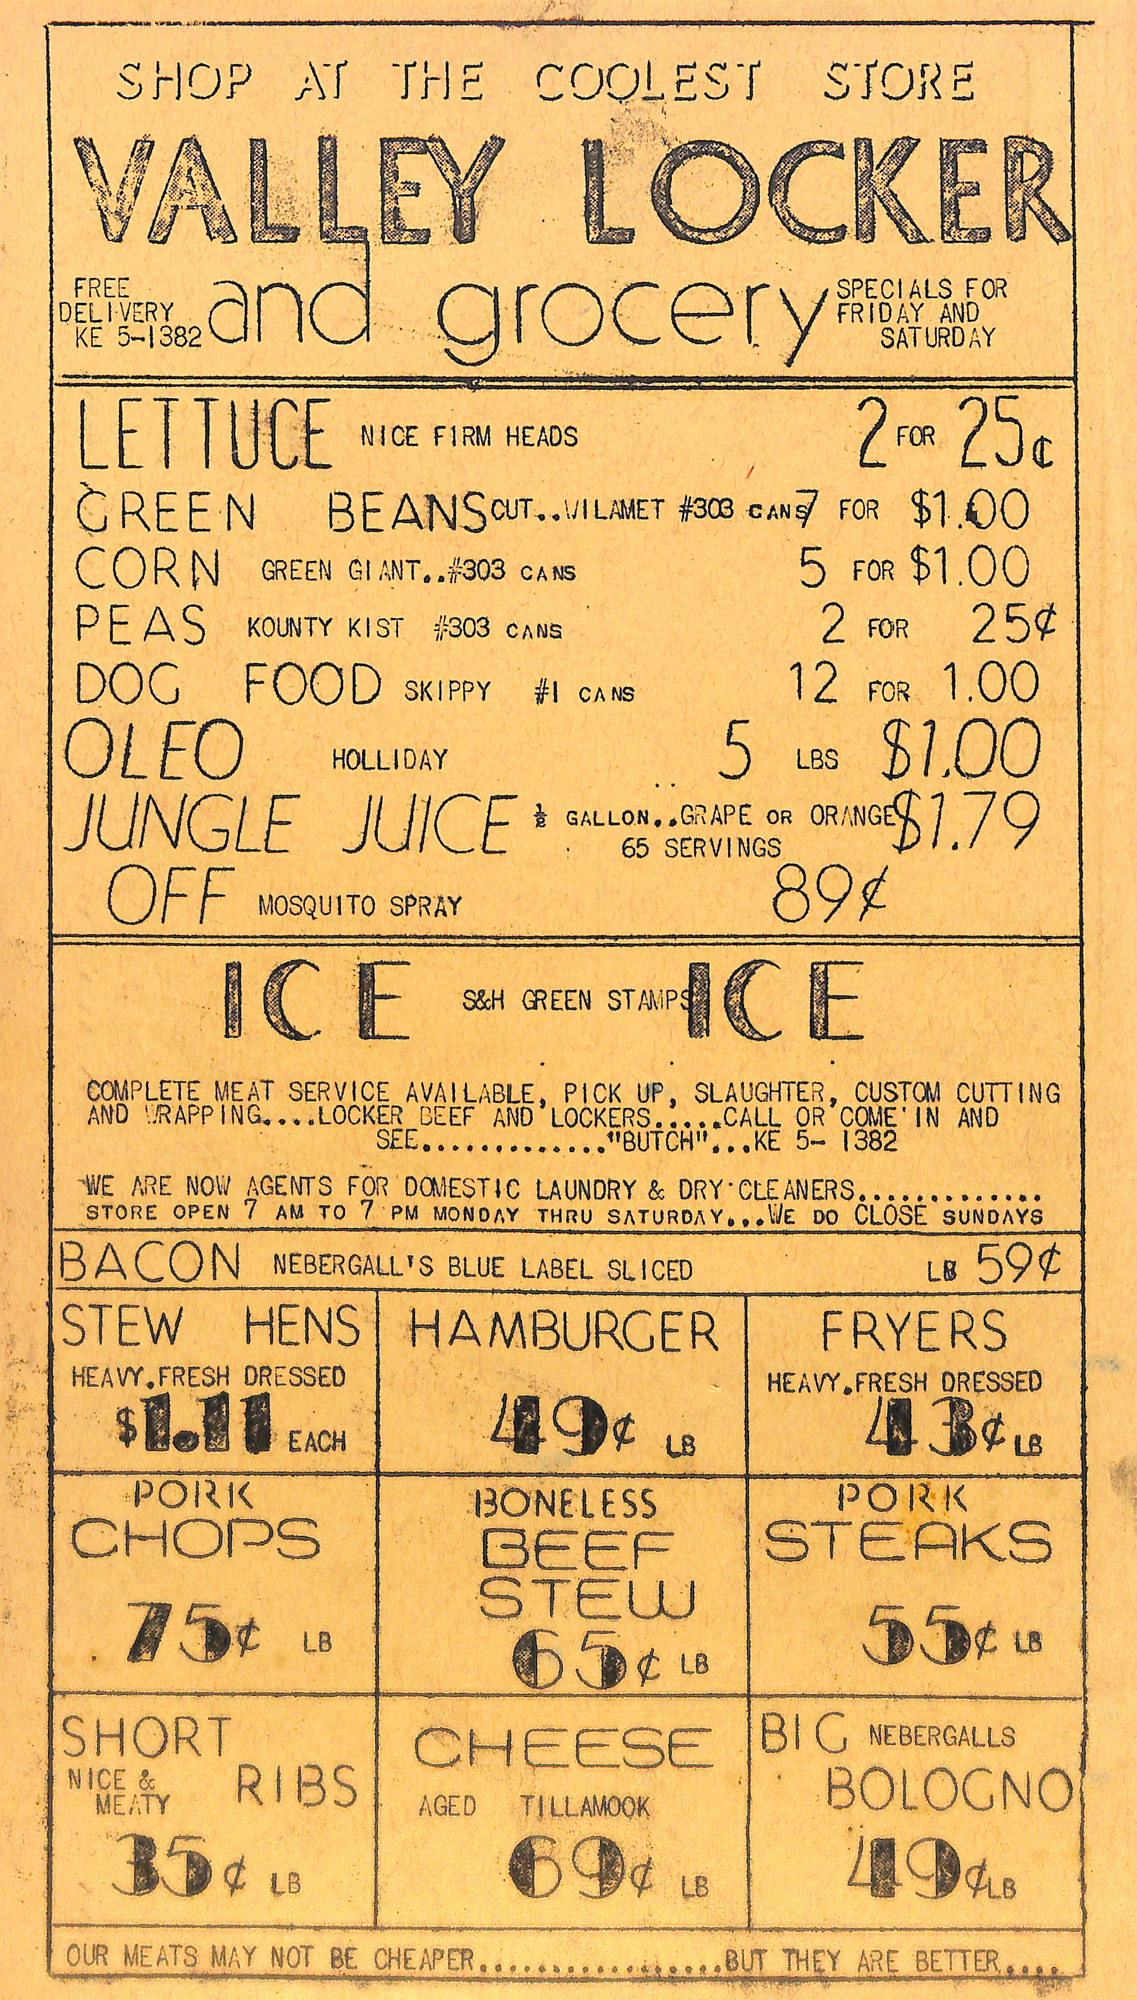 SHOP AT THE COOLEST STORE
VALLEY LOCKER
FREE
DELIVERY
KE 5-1382
and grocery
SPECIALS FOR
FRIDAY AND
SATURDAY
LETTUCE NICE FIRM HEADS 2 FOR 25¢
GREEN BEANS CUT..WILAMET #303 CANS 7 FOR $1.00
CORN GREEN GIANT..#303 CANS 5 FOR $1.00
PEAS KOUNTY KIST #303 CANS 2 FOR 25¢
DOG FOOD SKIPPY #1 CANS 12 FOR 1.00
OLEO HOLLIDAY 5 LBS $1.00
JUNGLE JUICE ½ GALLON..GRAPE OR ORANGE $1.79
65 SERVINGS
OFF MOSQUITO SPRAY 89¢
ICE S&H GREEN STAMPS ICE
COMPLETE MEAT SERVICE AVAILABLE, PICK UP, SLAUGHTER, CUSTOM CUTTING
AND WRAPPING....LOCKER BEEF AND LOCKERS.....CALL OR COME IN AND
SEE.............."BUTCH"...KE 5- 1382
WE ARE NOW AGENTS FOR DOMESTIC LAUNDRY & DRY CLEANERS.............
STORE OPEN 7 AM TO 7 PM MONDAY THRU SATURDAY...WE DO CLOSE SUNDAYS
BACON NEBERGALL'S BLUE LABEL SLICED LB 59¢
STEW HENS
HEAVY.FRESH DRESSED
$1.11 EACH
HAMBURGER
49¢ LB
FRYERS
HEAVY.FRESH DRESSED
43¢ LB
PORK
CHOPS
75¢ LB
BONELESS
BEEF
STEW
65¢ LB
PORK
STEAKS
55¢ LB
SHORT
NICE &
MEATY
RIBS
35¢ LB
CHEESE
AGED TILLAMOOK
69¢ LB
BIG NEBERGALLS
BOLOGNO
49¢ LB
OUR MEATS MAY NOT BE CHEAPER..................BUT THEY ARE BETTER....